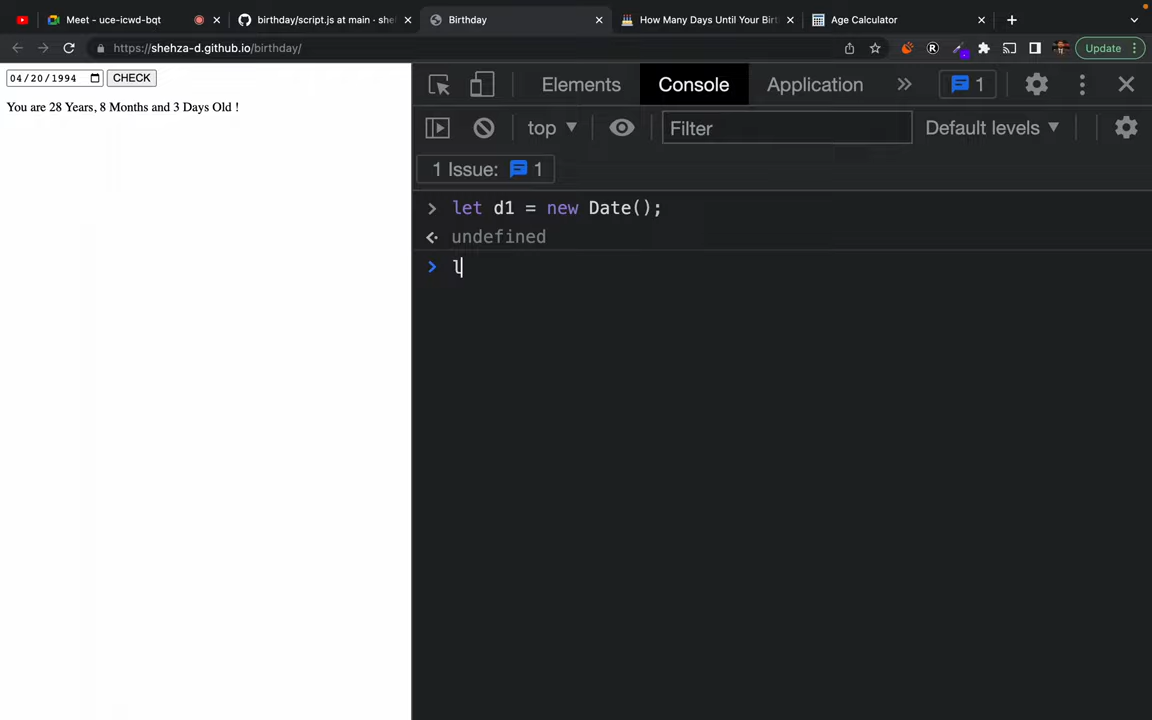 Meet - uce-icwd-bqt
birthday/script.js at main · she
Birthday
How Many Days Until Your Birt
Age Calculator
https://shehza-d.github.io/birthday/
Update
04/20/1994 CHECK
You are 28 Years, 8 Months and 3 Days Old !
Elements
Console
Application
1
top
Filter
Default levels
1 Issue: 1
> let d1 = new Date();
undefined
> l